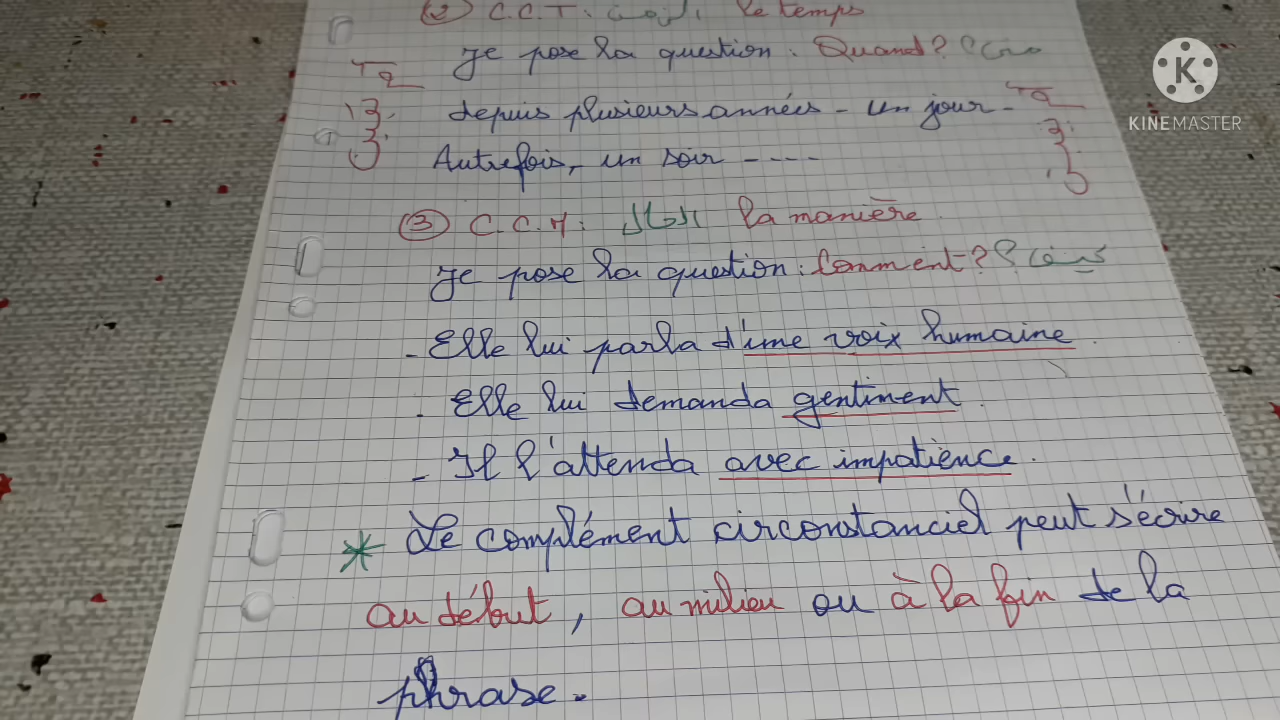 ② C.C.T: الزمن le temps
Je pose la question: Quand? متى؟
depuis plusieurs années - un jour -
Autrefois, un soir - - - -
③ C.C.M: الحال la manière
Je pose la question: Comment? كيف؟
- Elle lui parla d'une voix humaine.
- Elle lui demanda gentiment.
- Il l'attenda avec impatience.
* Le complément circonstanciel peut s'écrire
au début, au milieu ou à la fin de la
phrase.
KINEMASTER